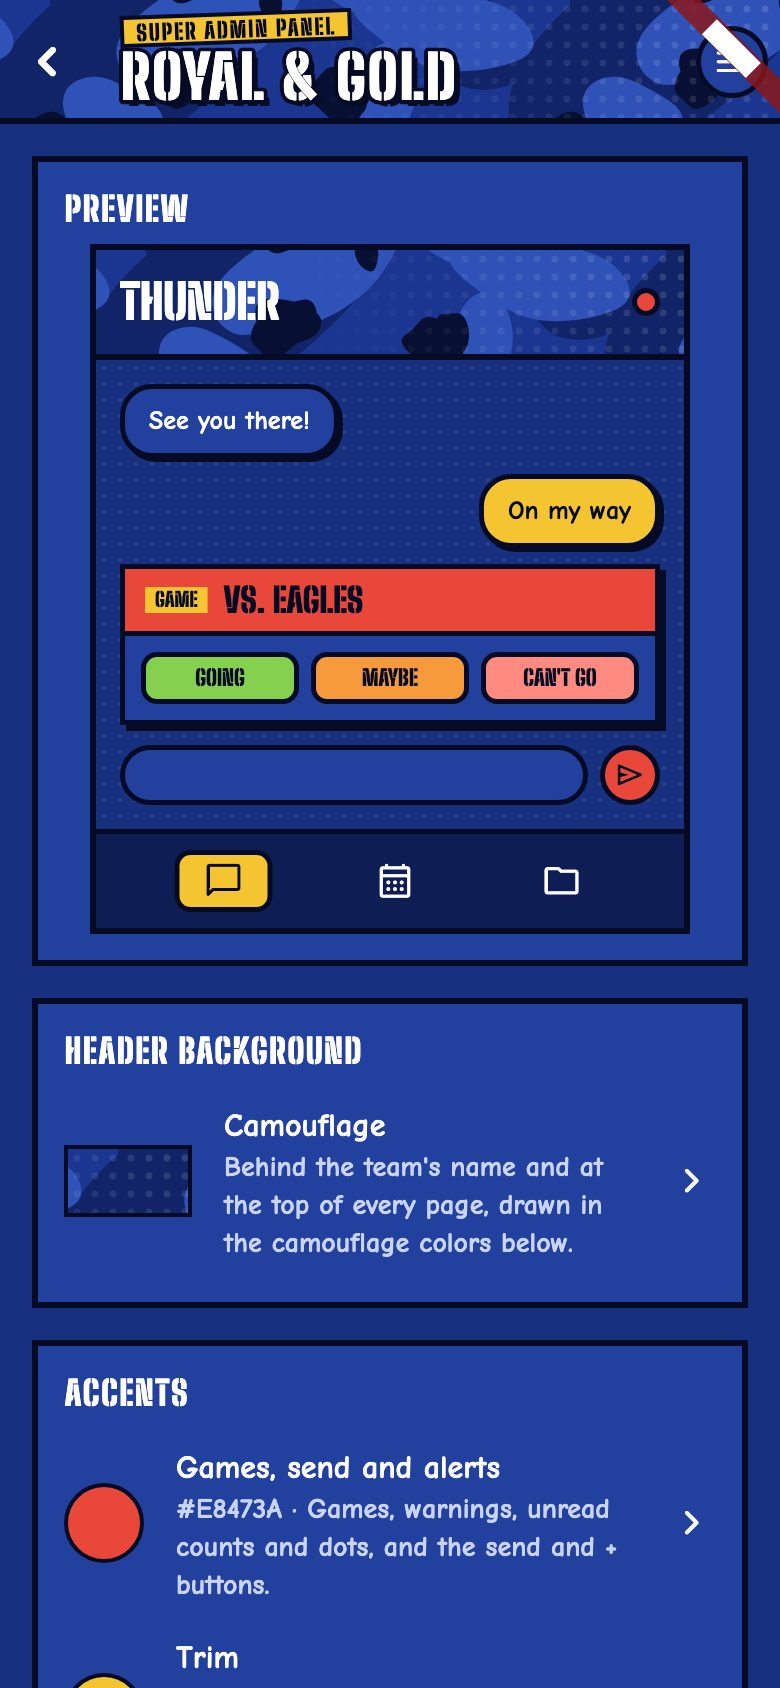 SUPER ADMIN PANEL
ROYAL & GOLD
PREVIEW
THUNDER
See you there!
On my way
GAME VS. EAGLES
GOING MAYBE CAN'T GO
HEADER BACKGROUND
Camouflage
Behind the team's name and at
the top of every page, drawn in
the camouflage colors below.
ACCENTS
Games, send and alerts
#E8473A · Games, warnings, unread
counts and dots, and the send and +
buttons.
Trim